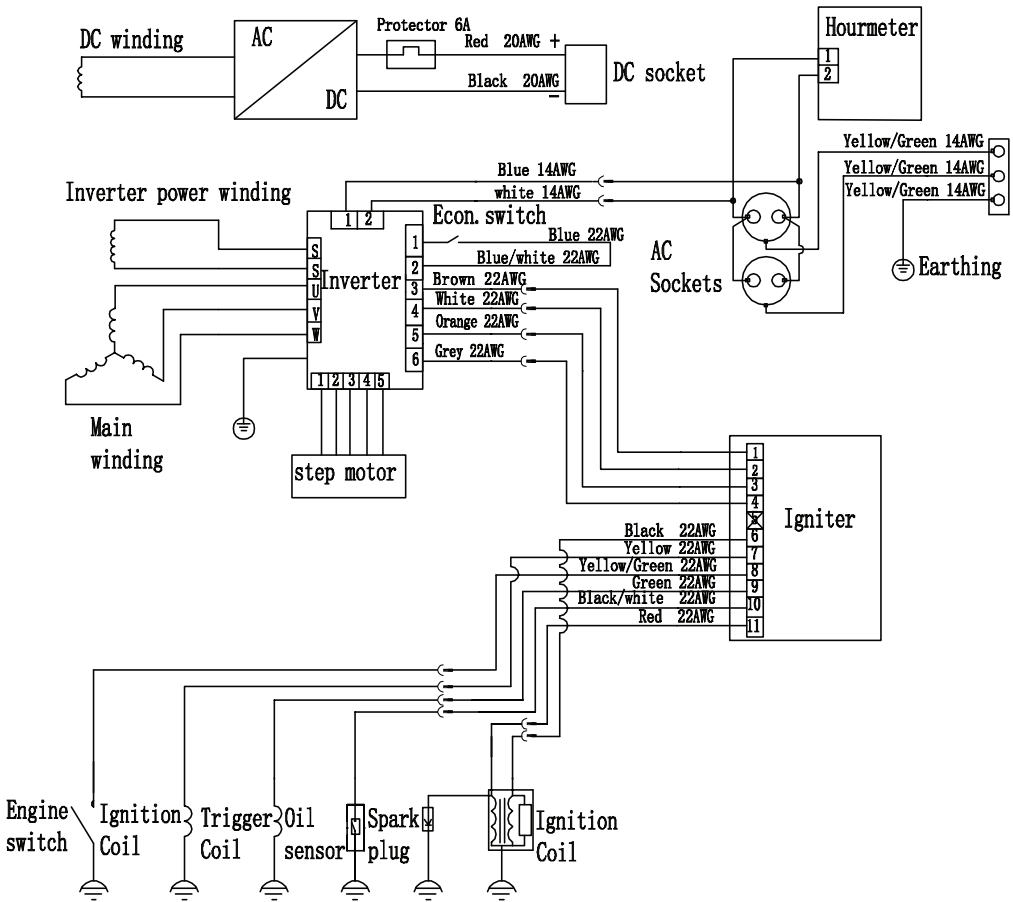 DC winding
AC
DC
Protector 6A
Red 20AWG +
Black 20AWG
−
DC socket
Hourmeter
1
2
Yellow/Green 14AWG
Yellow/Green 14AWG
Yellow/Green 14AWG
Earthing
Blue 14AWG
white 14AWG
Inverter power winding
1 2
Econ. switch
Blue 22AWG
Blue/white 22AWG
AC
Sockets
S
S
U
V
W
Inverter
1
2
3
4
5
6
Brown 22AWG
White 22AWG
Orange 22AWG
Grey 22AWG
1 2 3 4 5
step motor
Main
winding
1
2
3
4
5
6
7
8
9
10
11
Igniter
Black 22AWG
Yellow 22AWG
Yellow/Green 22AWG
Green 22AWG
Black/white 22AWG
Red 22AWG
Engine
switch
Ignition
Coil
Trigger
Coil
Oil
sensor
Spark
plug
Ignition
Coil